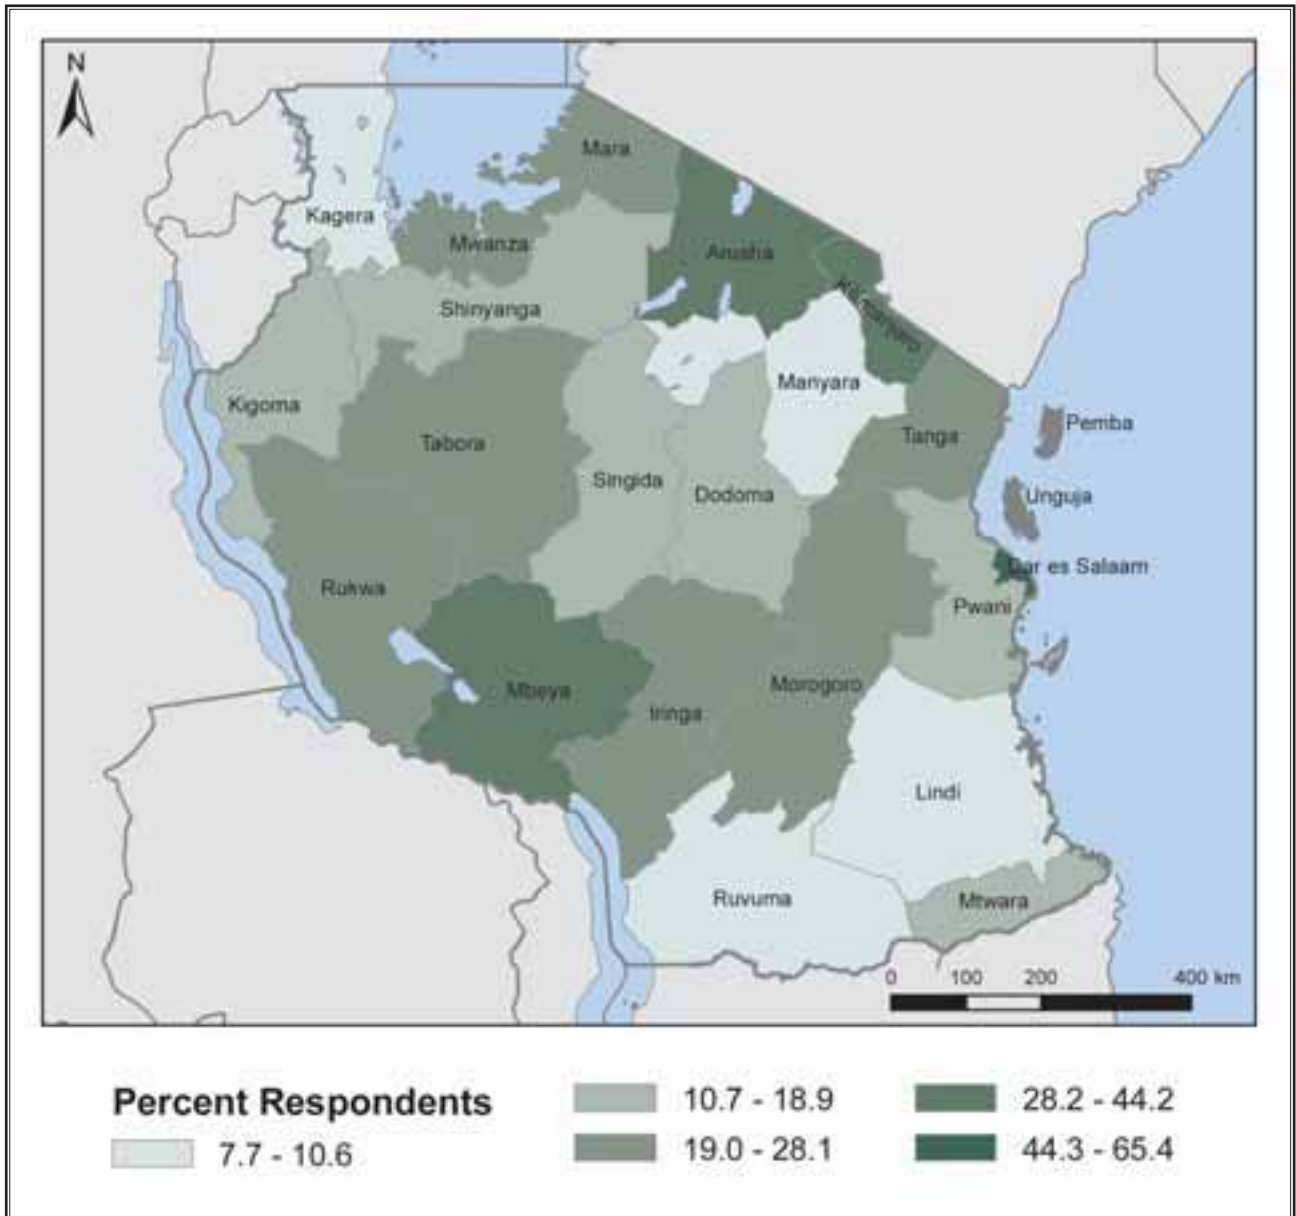 N
Mara
Kagera
Mwanza
Arusha
Kilimanjaro
Shinyanga
Manyara
Kigoma
Pemba
Tabora
Tanga
Singida
Dodoma
Unguja
Dar es Salaam
Rukwa
Pwani
Mbeya
Morogoro
Iringa
Lindi
Ruvuma
Mtwara
0 100 200 400 km
Percent Respondents
7.7 - 10.6
10.7 - 18.9
19.0 - 28.1
28.2 - 44.2
44.3 - 65.4